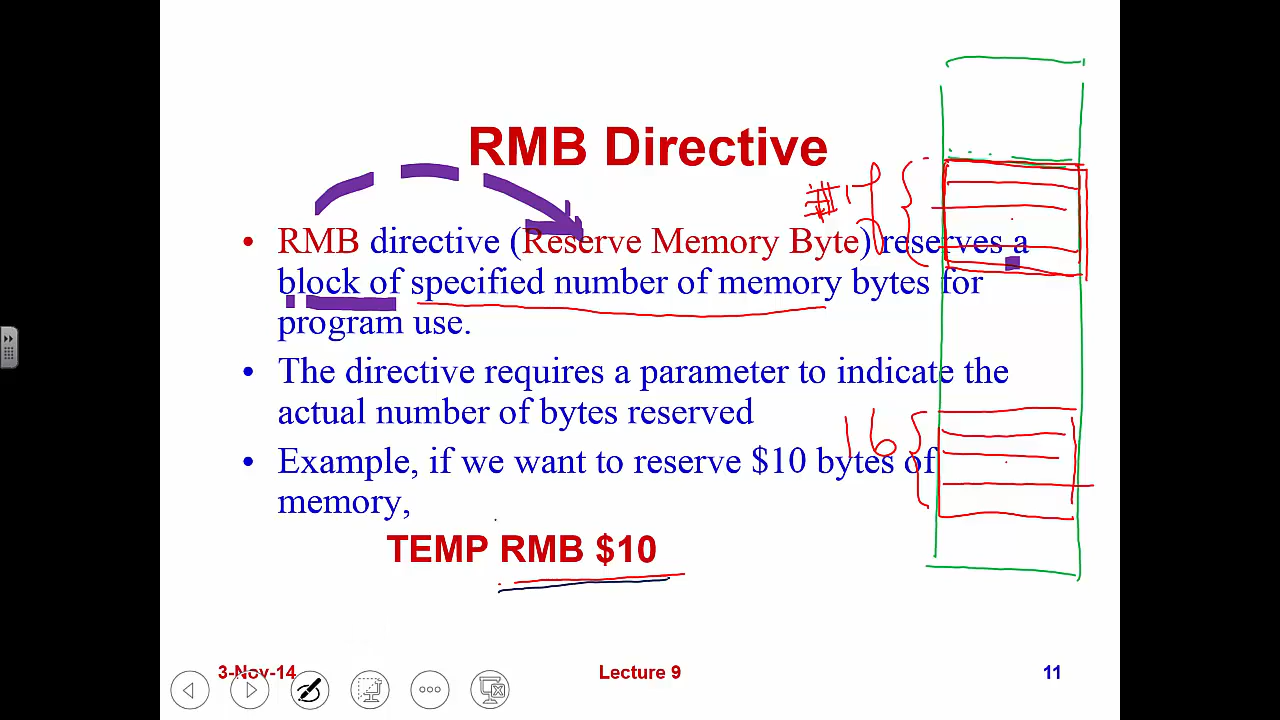 RMB Directive
• RMB directive (Reserve Memory Byte) reserves a
block of specified number of memory bytes for
program use.
• The directive requires a parameter to indicate the
actual number of bytes reserved
16
• Example, if we want to reserve $10 bytes of
memory,
TEMP RMB $10
3-Nov-14
Lecture 9
11